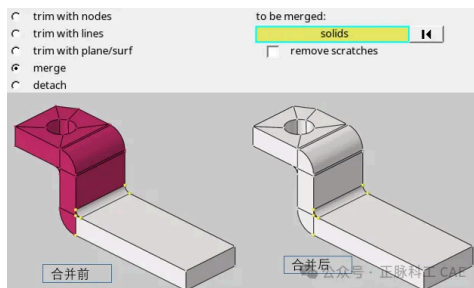 trim with nodes
to be merged:
trim with lines
solids
trim with plane/surf
remove scratches
merge
detach
合并前
合并后
公众号 · 正脉科工 CAE